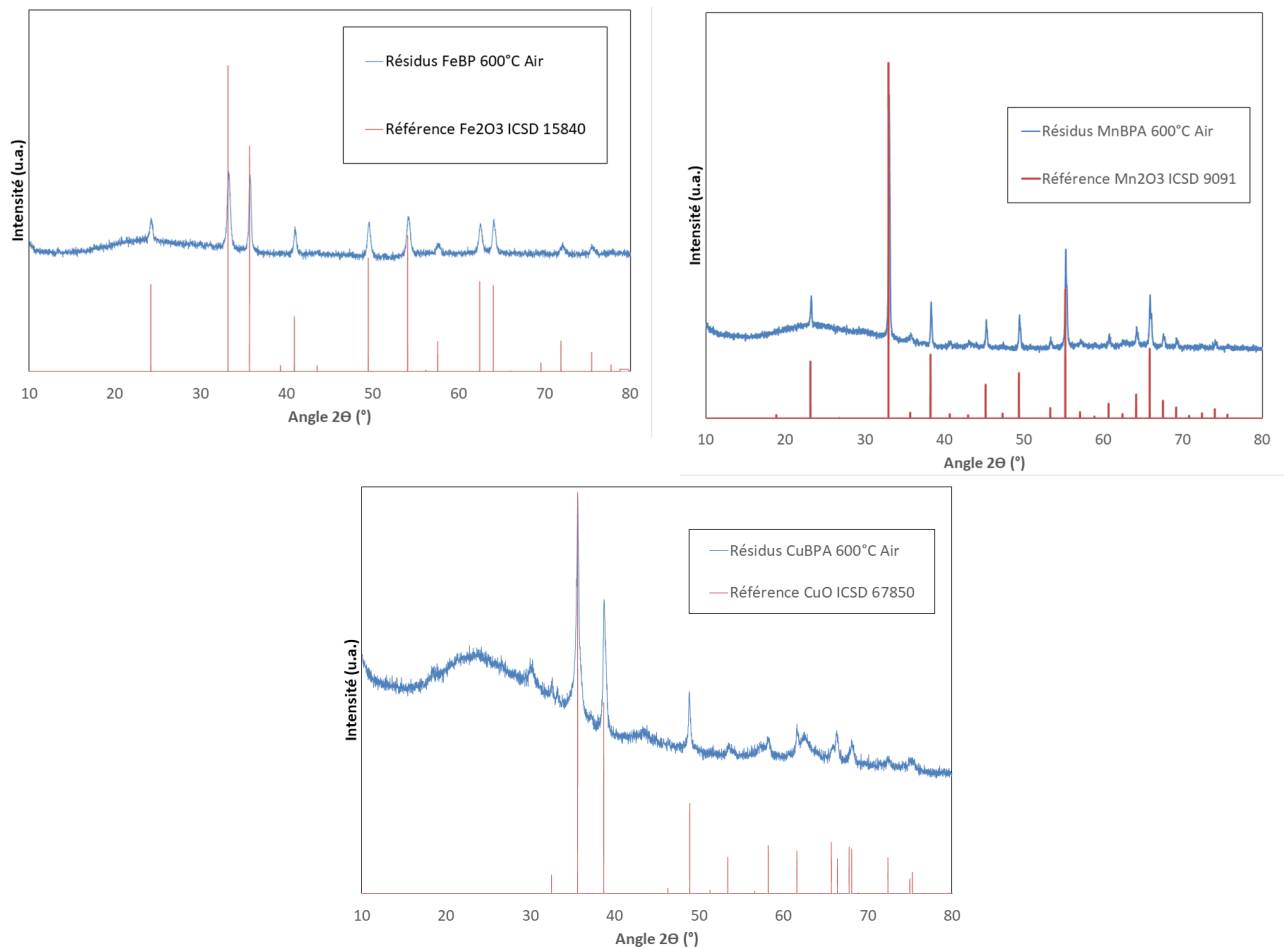 Intensité (u.a.)
Résidus FeBP 600°C Air
Référence Fe2O3 ICSD 15840
10 20 30 40 50 60 70 80
Angle 2ϴ (°)
Intensité (u.a.)
Résidus MnBPA 600°C Air
Référence Mn2O3 ICSD 9091
10 20 30 40 50 60 70 80
Angle 2ϴ (°)
Intensité (u.a.)
Résidus CuBPA 600°C Air
Référence CuO ICSD 67850
10 20 30 40 50 60 70 80
Angle 2ϴ (°)